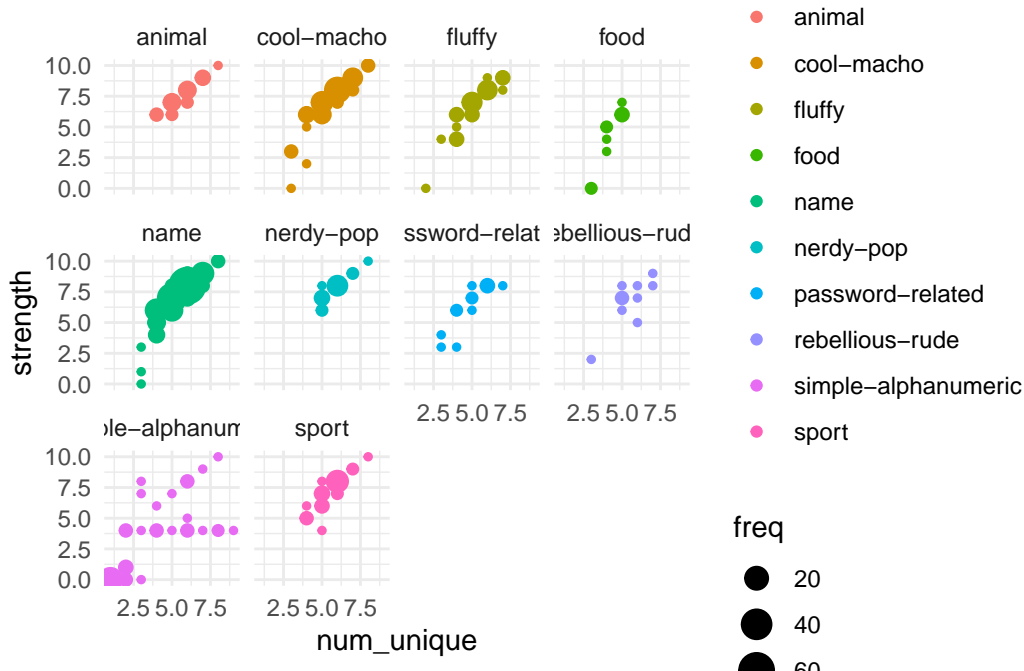 animal cool−macho fluffy food
10.0
7.5
5.0
2.5
0.0
name nerdy−pop ssword−relat ebellious−rud
10.0
7.5
5.0
2.5
0.0
2.5 5.0 7.5 2.5 5.0 7.5
ple−alphanum sport
10.0
7.5
5.0
2.5
0.0
2.5 5.0 7.5 2.5 5.0 7.5
strength
num_unique
animal
cool−macho
fluffy
food
name
nerdy−pop
password−related
rebellious−rude
simple−alphanumeric
sport
freq
20
40
60